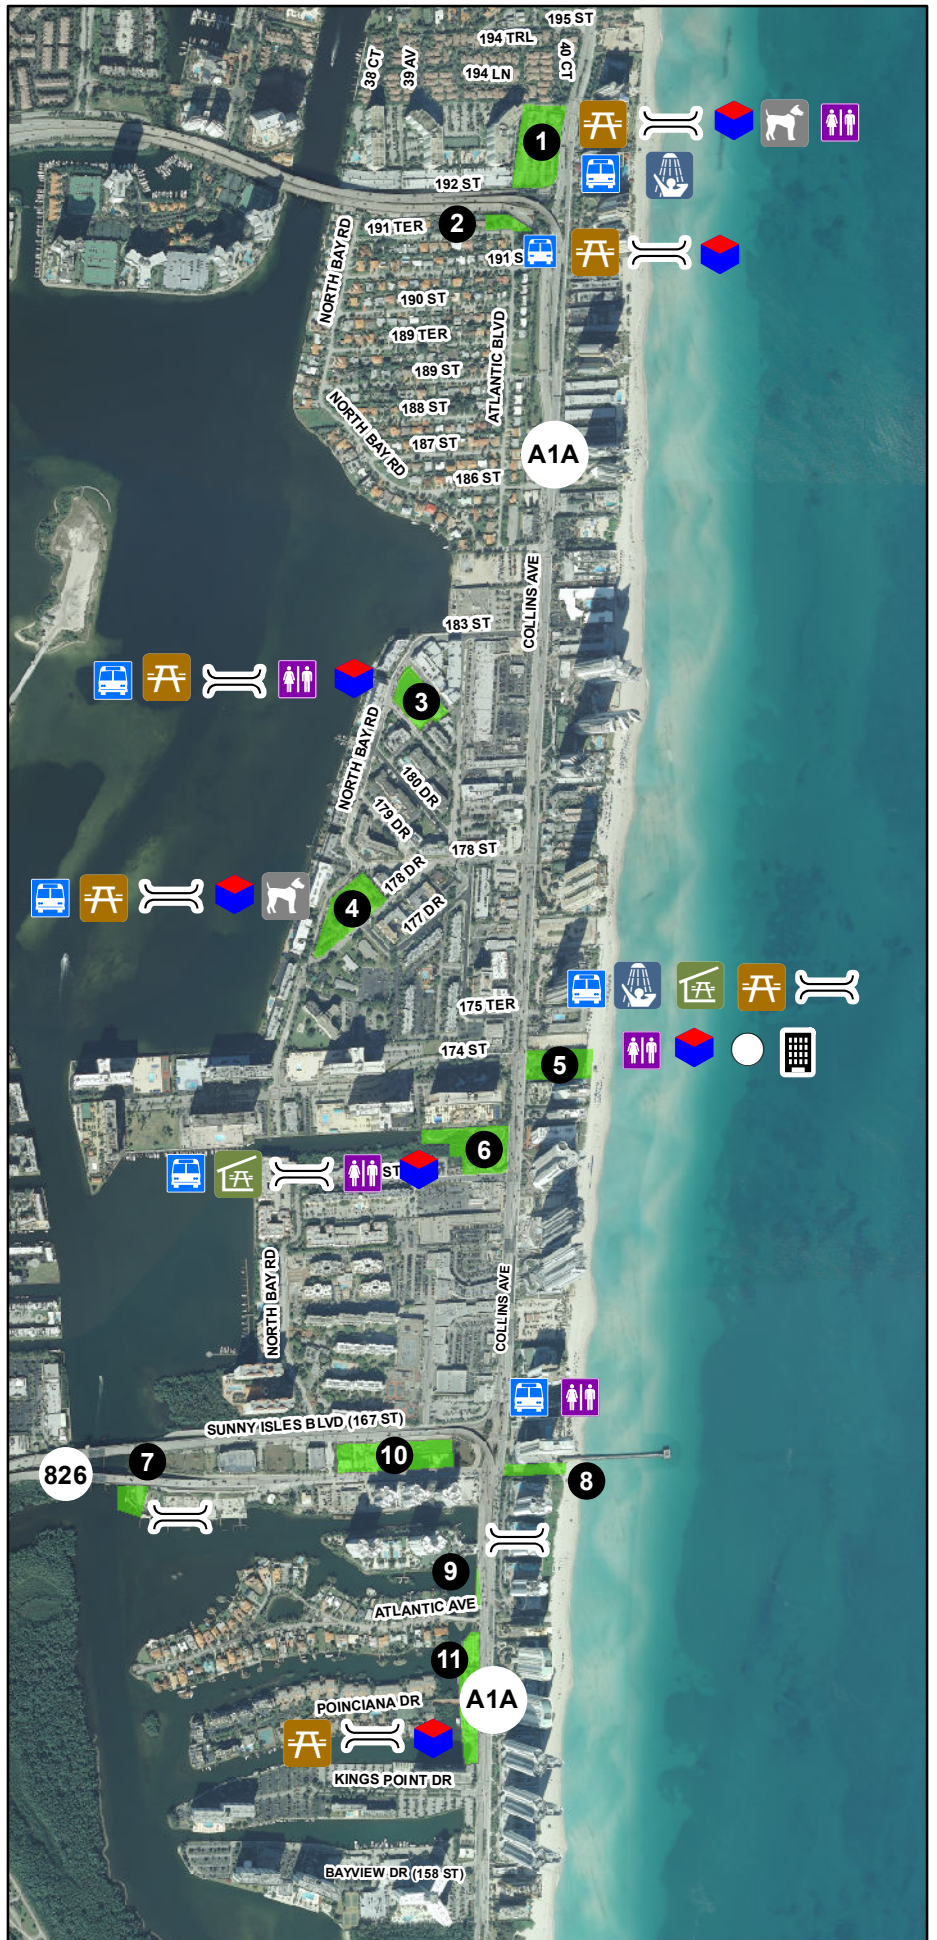 195 ST
194 TRL
38 CT
39 AV
194 LN
40 CT
1
192 ST
2
191 TER
NORTH BAY RD
191 S
190 ST
189 TER
ATLANTIC BLVD
189 ST
188 ST
NORTH BAY RD
187 ST
A1A
186 ST
COLLINS AVE
183 ST
3
NORTH BAY RD
180 DR
179 DR
178 ST
178 DR
4
177 DR
175 TER
174 ST
5
6
ST
NORTH BAY RD
COLLINS AVE
SUNNY ISLES BLVD (167 ST)
7
10
826
8
9
ATLANTIC AVE
11
POINCIANA DR
A1A
KINGS POINT DR
BAYVIEW DR (158 ST)